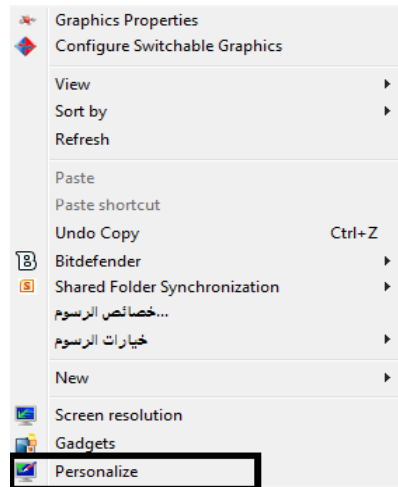 Graphics Properties
Configure Switchable Graphics
View
Sort by
Refresh
Paste
Paste shortcut
Undo Copy Ctrl+Z
Bitdefender
Shared Folder Synchronization
خصائص الرسوم...
خيارات الرسوم
New
Screen resolution
Gadgets
Personalize